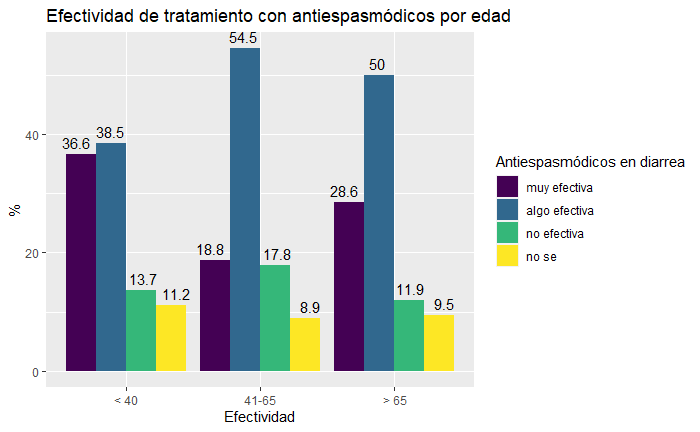 Efectividad de tratamiento con antiespasmódicos por edad
54.5
50
38.5
36.6
28.6
18.8
17.8
13.7
11.2
11.9
8.9
9.5
%
40
20
0
< 40
41-65
> 65
Efectividad
Antiespasmódicos en diarrea
muy efectiva
algo efectiva
no efectiva
no se